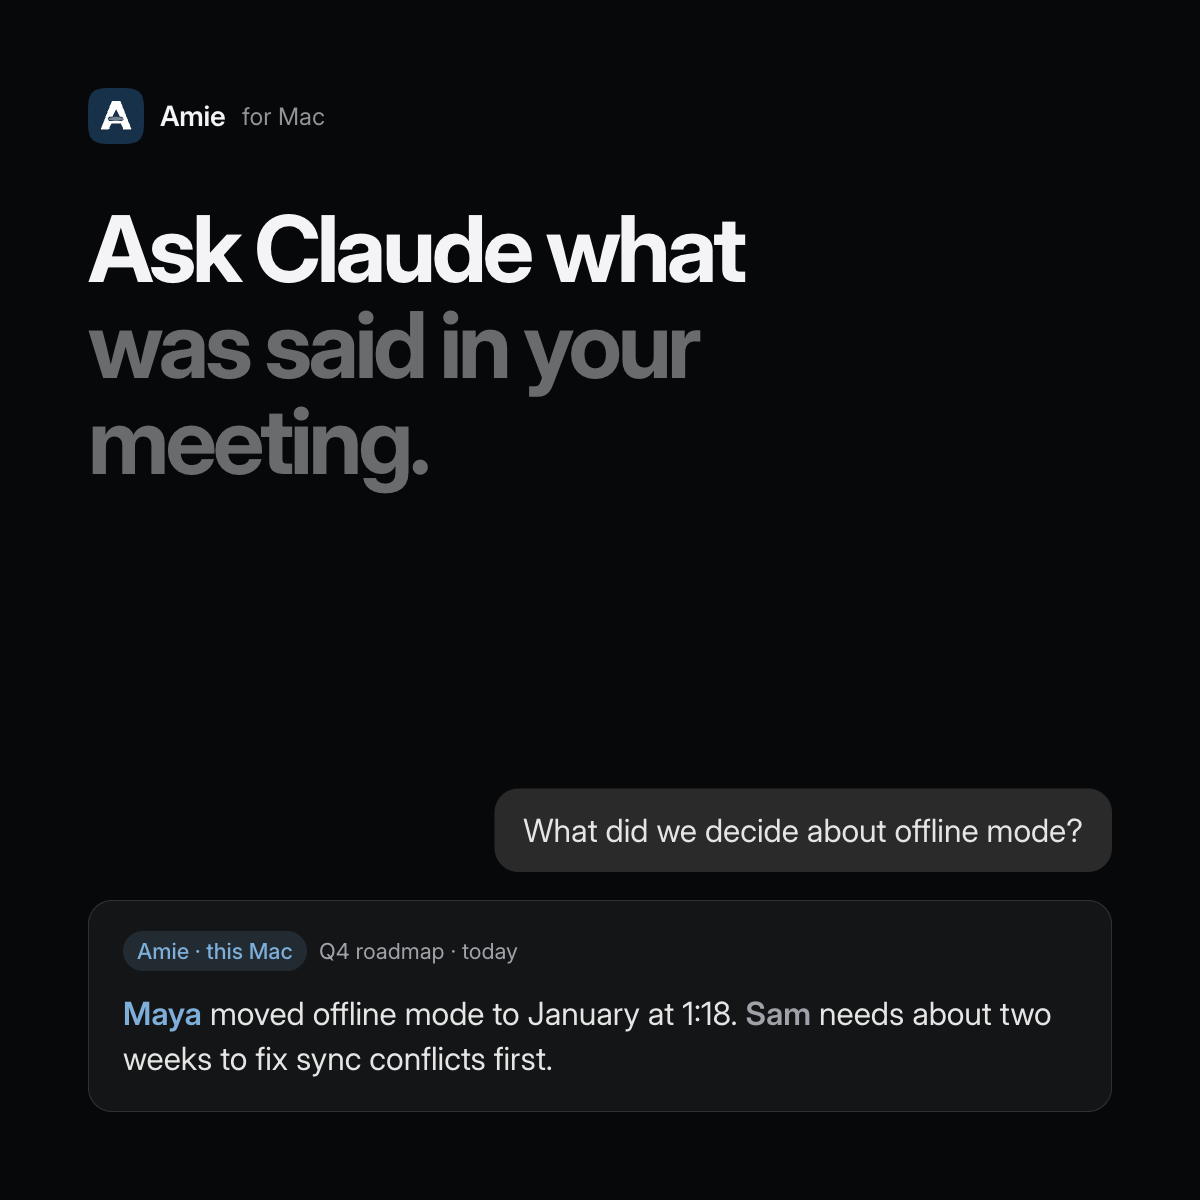 Amie for Mac
Ask Claude what
was said in your
meeting.
What did we decide about offline mode?
Amie · this Mac Q4 roadmap · today
Maya moved offline mode to January at 1:18. Sam needs about two
weeks to fix sync conflicts first.